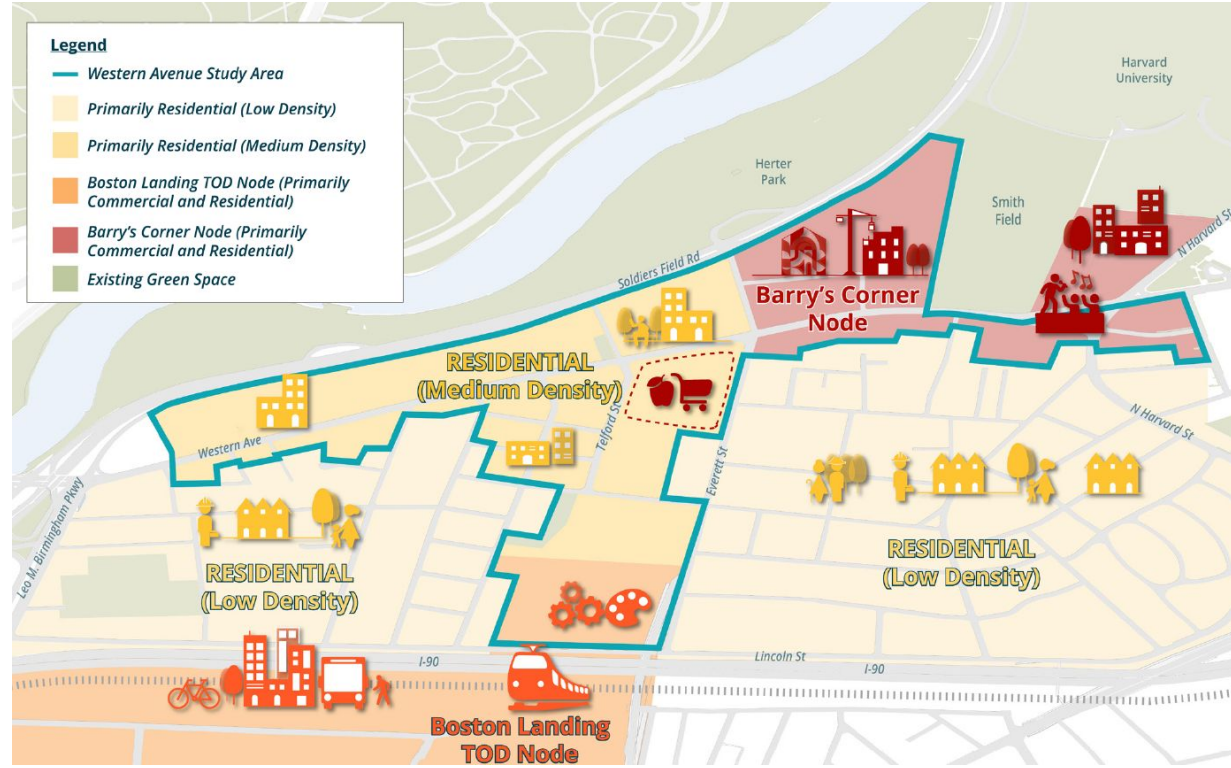 Legend
Western Avenue Study Area
Primarily Residential (Low Density)
Primarily Residential (Medium Density)
Boston Landing TOD Node (Primarily
Commercial and Residential)
Barry's Corner Node (Primarily
Commercial and Residential)
Existing Green Space
Harvard
University
Herter
Park
Smith
Field
N Harvard St
Soldiers Field Rd
Barry's Corner
Node
RESIDENTIAL
(Medium Density)
Telford St
Western Ave
Everett St
N Harvard St
Leo M. Birmingham Pkwy
RESIDENTIAL
(Low Density)
RESIDENTIAL
(Low Density)
I-90
Lincoln St
I-90
Boston Landing
TOD Node